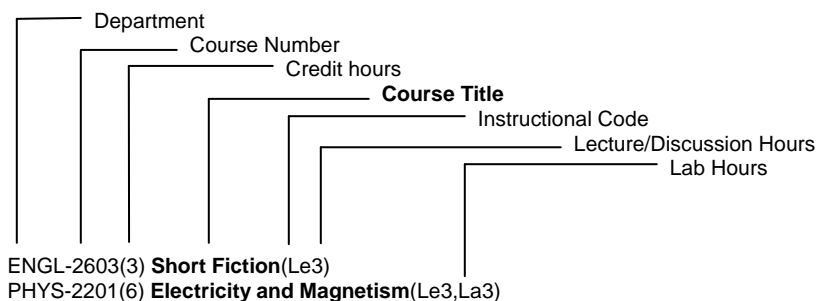 Department
Course Number
Credit hours
Course Title
Instructional Code
Lecture/Discussion Hours
Lab Hours
ENGL-2603(3) Short Fiction(Le3)
PHYS-2201(6) Electricity and Magnetism(Le3,La3)